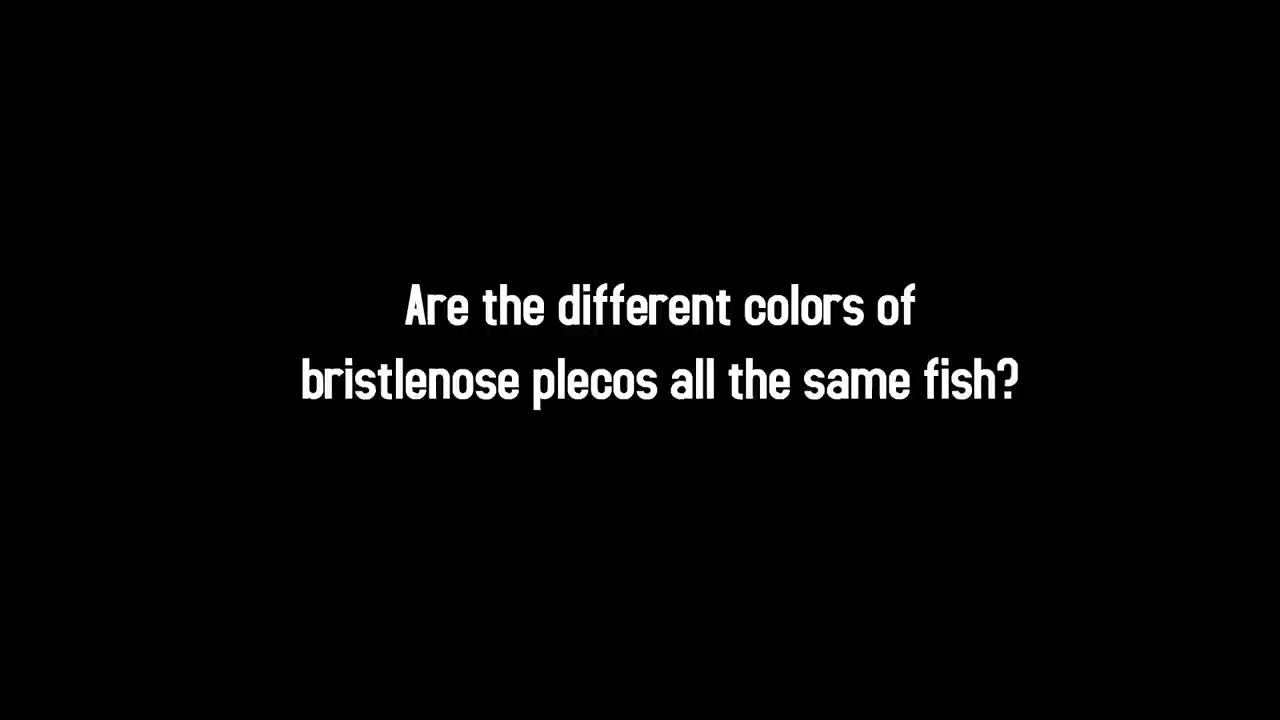 Are the different colors of
bristlenose plecos all the same fish?